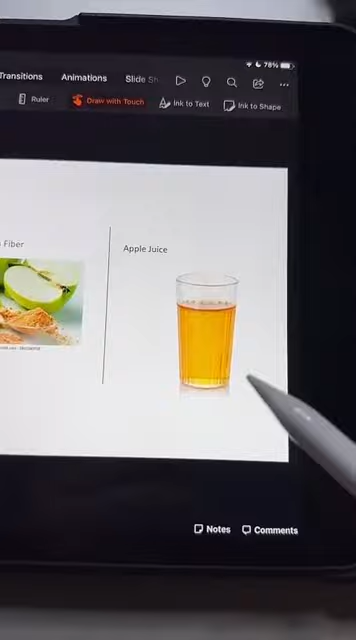 78%
Transitions Animations Slide Sh
Ruler Draw with Touch Ink to Text Ink to Shape
Fiber
Apple Juice
Notes Comments